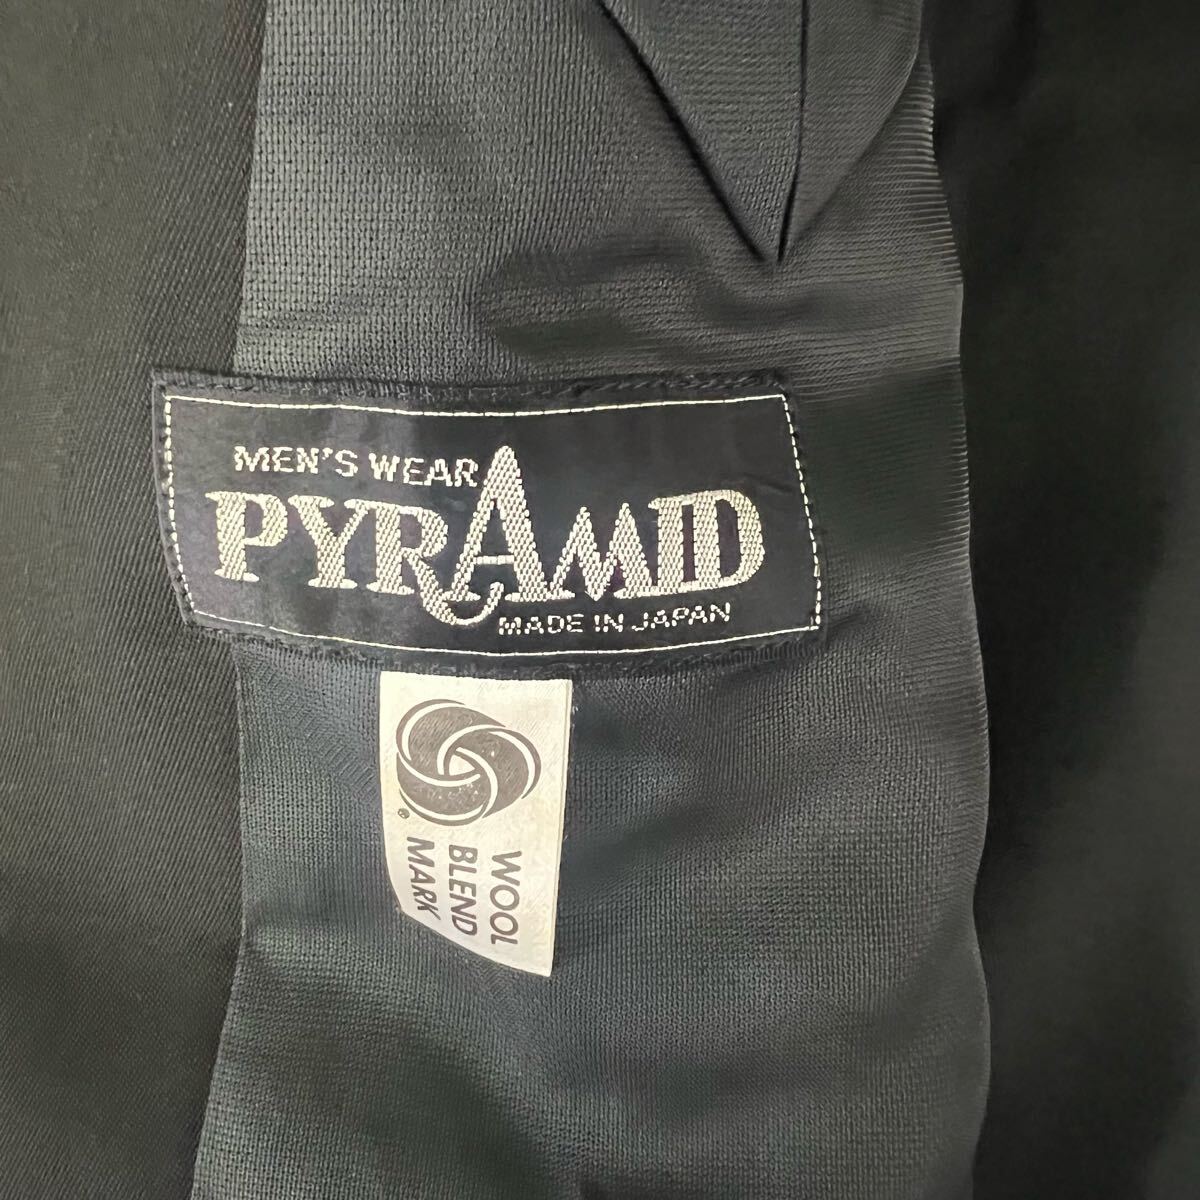 MEN'S WEAR
PYRAMID
MADE IN JAPAN
®
WOOL
BLEND
MARK